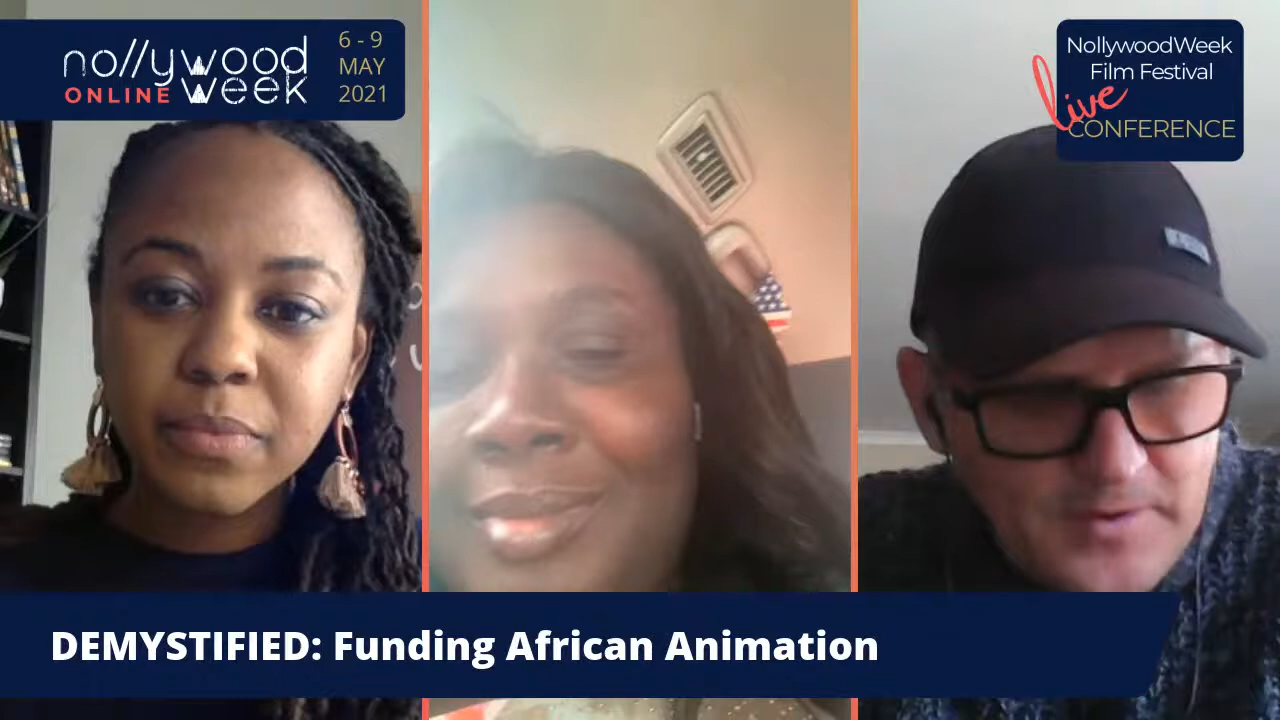 nollywood
ONLINE week
6 - 9
MAY
2021
NollywoodWeek
Film Festival
live
CONFERENCE
DEMYSTIFIED: Funding African Animation